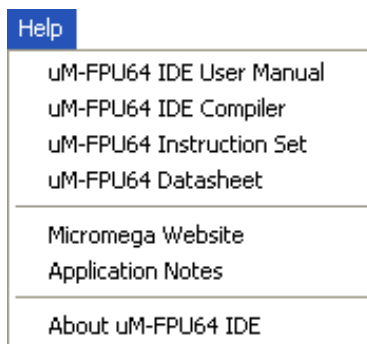 Help
uM-FPU64 IDE User Manual
uM-FPU64 IDE Compiler
uM-FPU64 Instruction Set
uM-FPU64 Datasheet
Micromega Website
Application Notes
About uM-FPU64 IDE